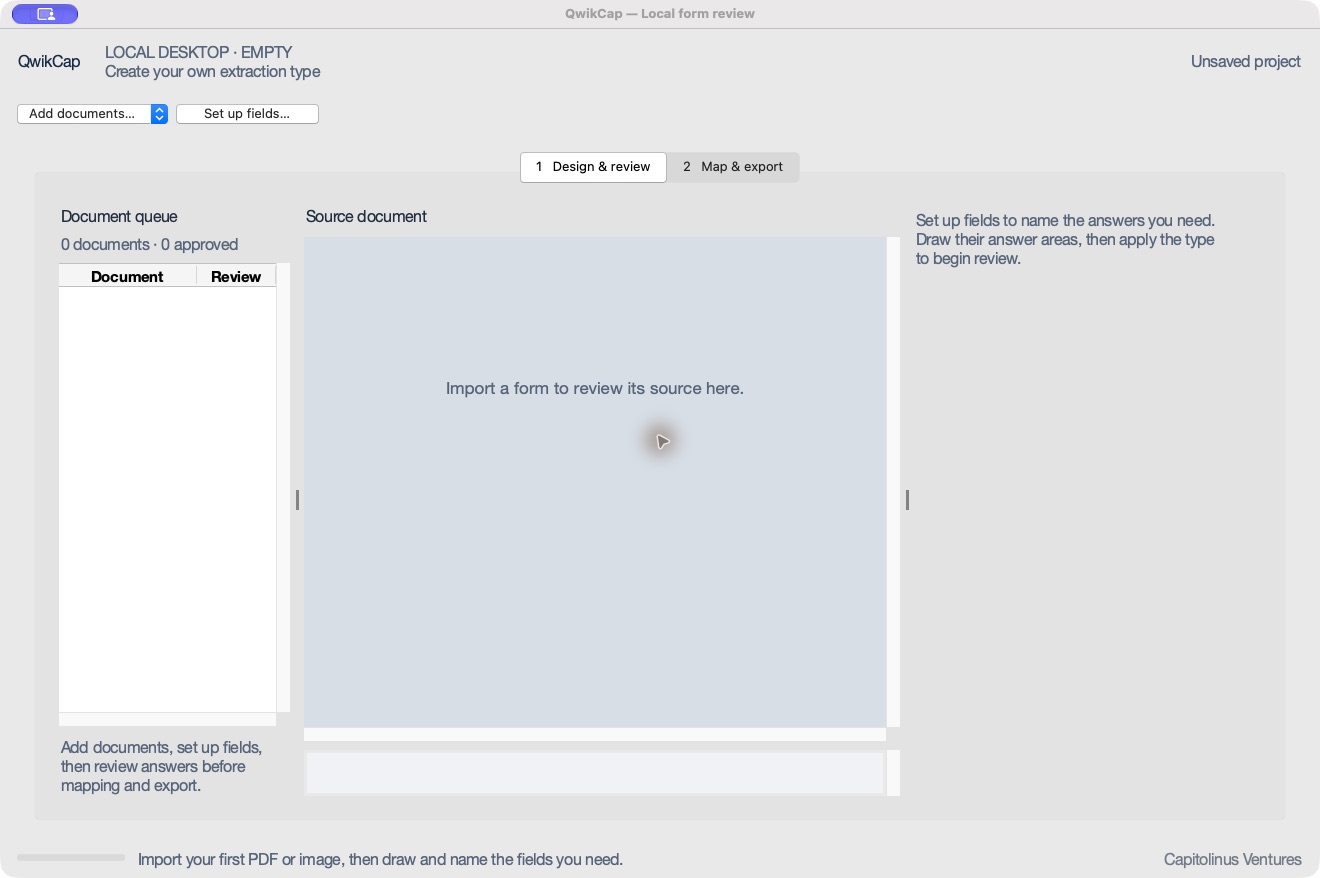 QwikCap — Local form review
QwikCap
LOCAL DESKTOP · EMPTY
Create your own extraction type
Unsaved project
Add documents...
Set up fields...
1 Design & review
2 Map & export
Document queue
0 documents · 0 approved
Document
Review
Add documents, set up fields,
then review answers before
mapping and export.
Source document
Import a form to review its source here.
Set up fields to name the answers you need.
Draw their answer areas, then apply the type
to begin review.
Import your first PDF or image, then draw and name the fields you need.
Capitolinus Ventures